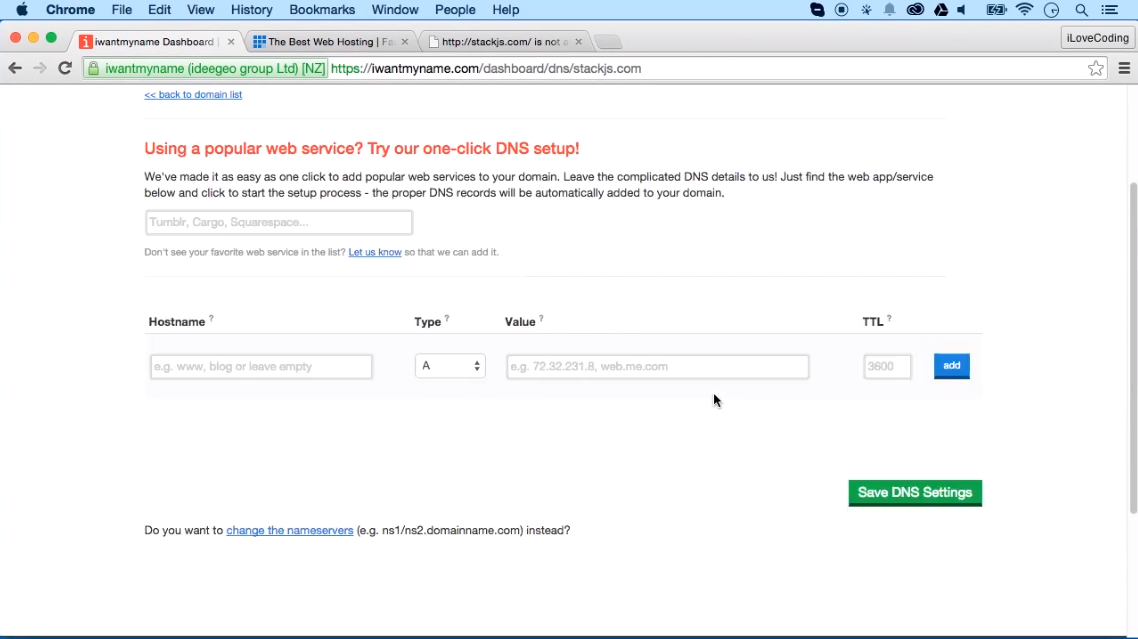 Chrome File Edit View History Bookmarks Window People Help
iwantmyname Dashboard
The Best Web Hosting | Fa
http://stackjs.com/ is not a
iLoveCoding
iwantmyname (ideegeo group Ltd) [NZ] https://iwantmyname.com/dashboard/dns/stackjs.com
<< back to domain list
Using a popular web service? Try our one-click DNS setup!
We've made it as easy as one click to add popular web services to your domain. Leave the complicated DNS details to us! Just find the web app/service
below and click to start the setup process - the proper DNS records will be automatically added to your domain.
Tumblr, Cargo, Squarespace...
Don't see your favorite web service in the list? Let us know so that we can add it.
Hostname ? Type ? Value ? TTL ?
e.g. www, blog or leave empty A e.g. 72.32.231.8, web.me.com 3600 add
Save DNS Settings
Do you want to change the nameservers (e.g. ns1/ns2.domainname.com) instead?